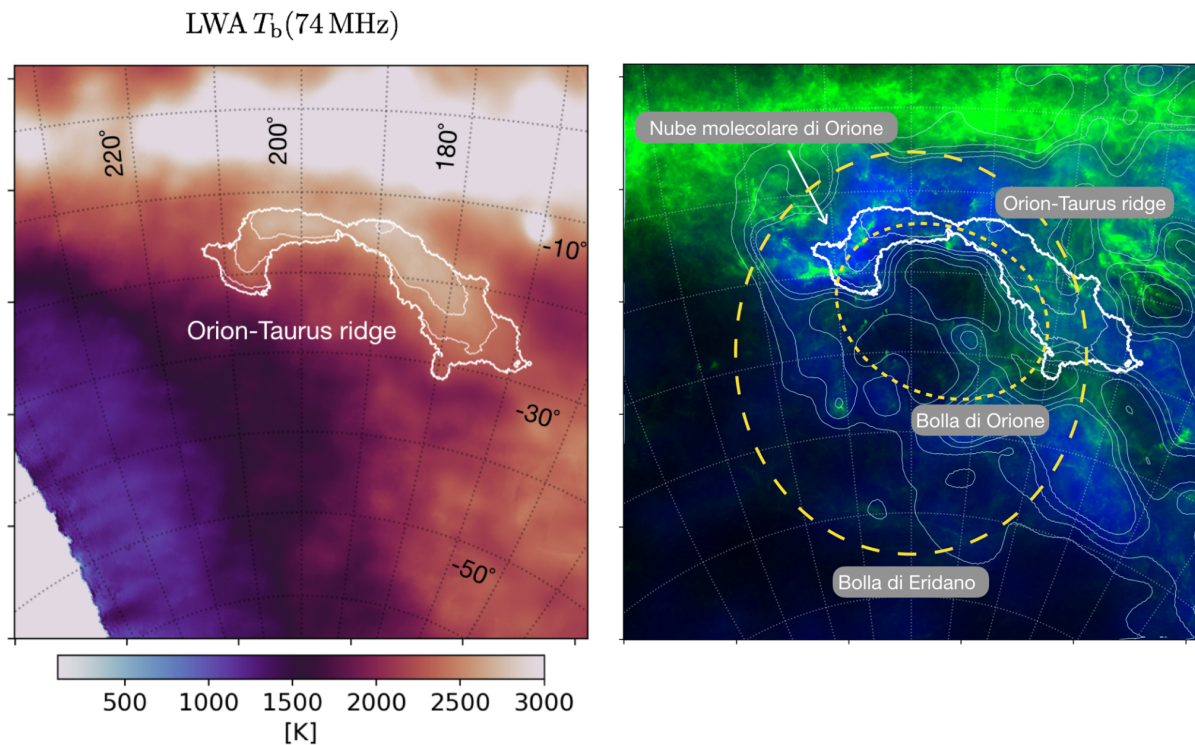 LWA T_b(74 MHz)
220°
200°
180°
-10°
Orion-Taurus ridge
-30°
-50°
500 1000 1500 2000 2500 3000
[K]
Nube molecolare di Orione
Orion-Taurus ridge
Bolla di Orione
Bolla di Eridano